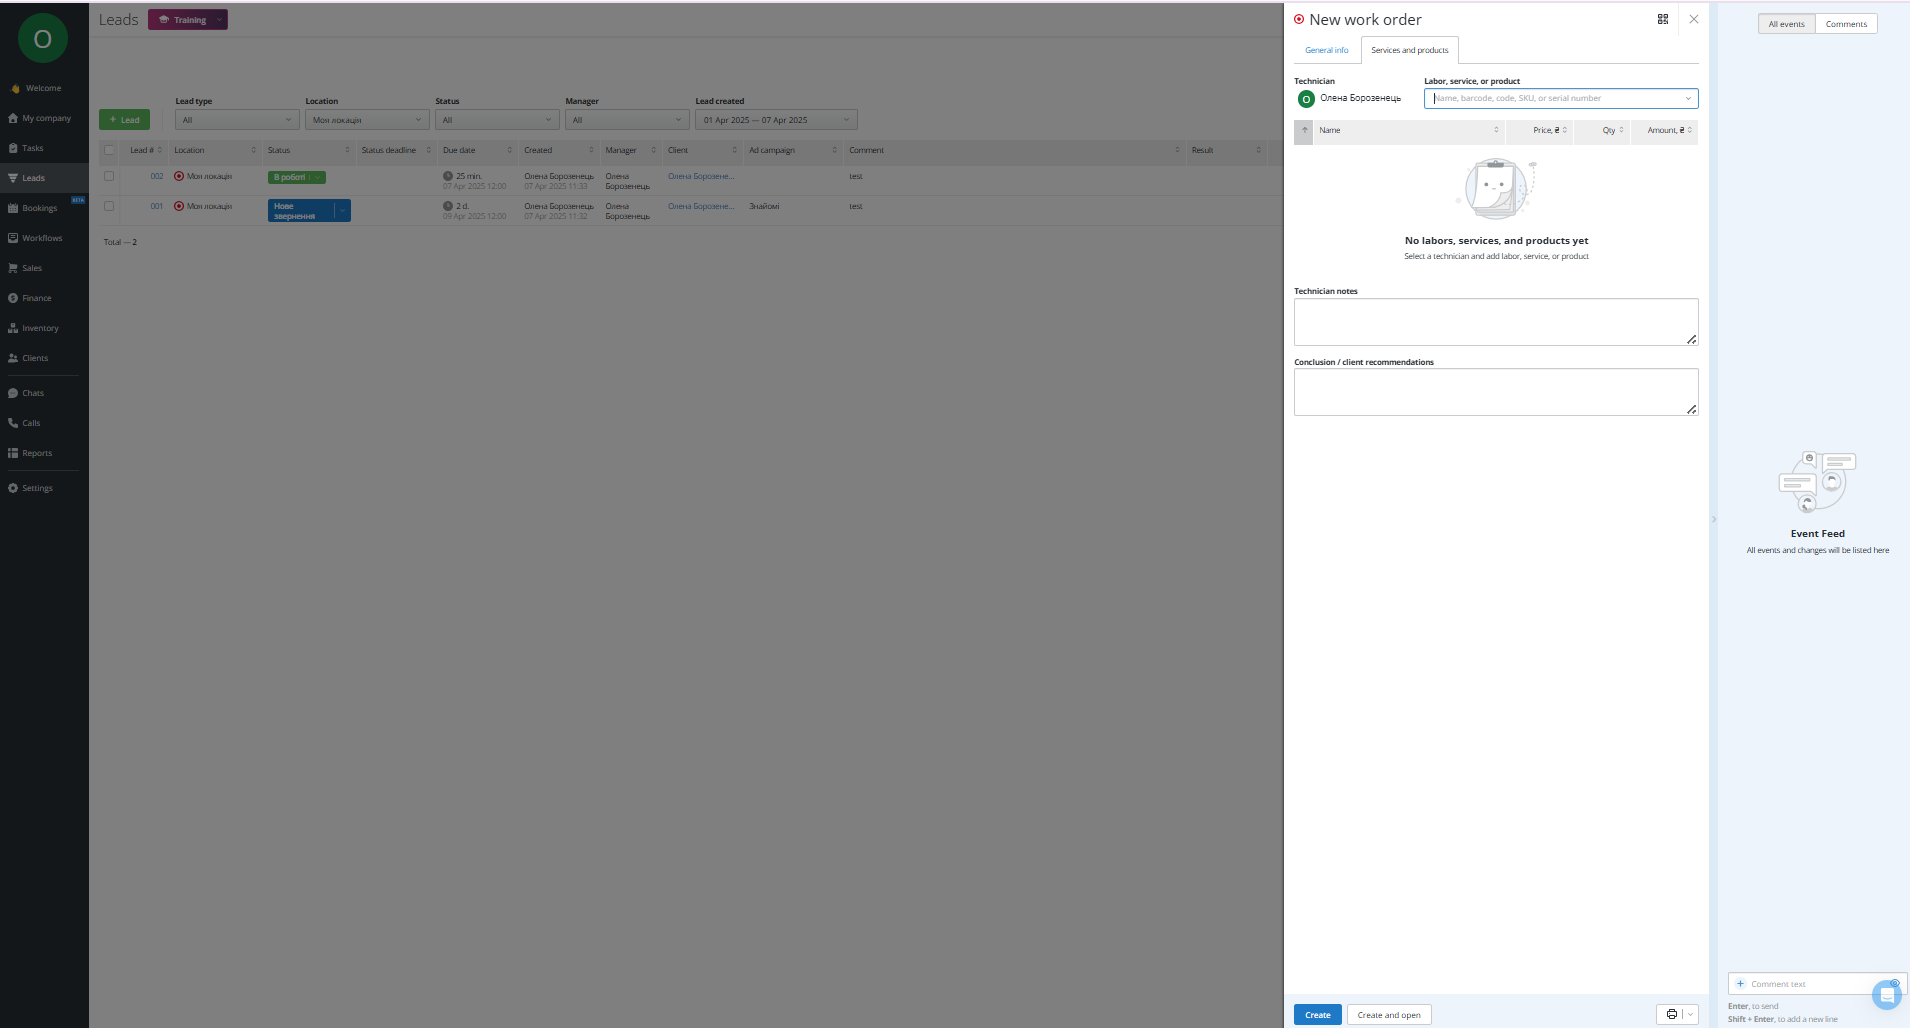 O
Welcome
My company
Tasks
Leads
Bookings
BETA
Workflows
Sales
Finance
Inventory
Clients
Chats
Calls
Reports
Settings
Leads
Training
Lead type
Location
Status
Manager
Lead created
+ Lead
All
Моя локація
All
All
01 Apr 2025 — 07 Apr 2025
Lead #
Location
Status
Status deadline
Due date
Created
Manager
Client
Ad campaign
Comment
Result
002
Моя локація
В роботі
25 min.
07 Apr 2025 12:00
Олена Борозенець
07 Apr 2025 11:33
Олена
Борозенець
Олена Борозене...
test
001
Моя локація
Нове
звернення
2 d.
09 Apr 2025 12:00
Олена Борозенець
07 Apr 2025 11:32
Олена
Борозенець
Олена Борозене...
Знайомі
test
Total — 2
New work order
General info
Services and products
Technician
Labor, service, or product
О
Олена Борозенець
Name, barcode, code, SKU, or serial number
Name
Price, ₴
Qty
Amount, ₴
No labors, services, and products yet
Select a technician and add labor, service, or product
Technician notes
Conclusion / client recommendations
Create
Create and open
All events
Comments
Event Feed
All events and changes will be listed here
+ Comment text
Enter, to send
Shift + Enter, to add a new line